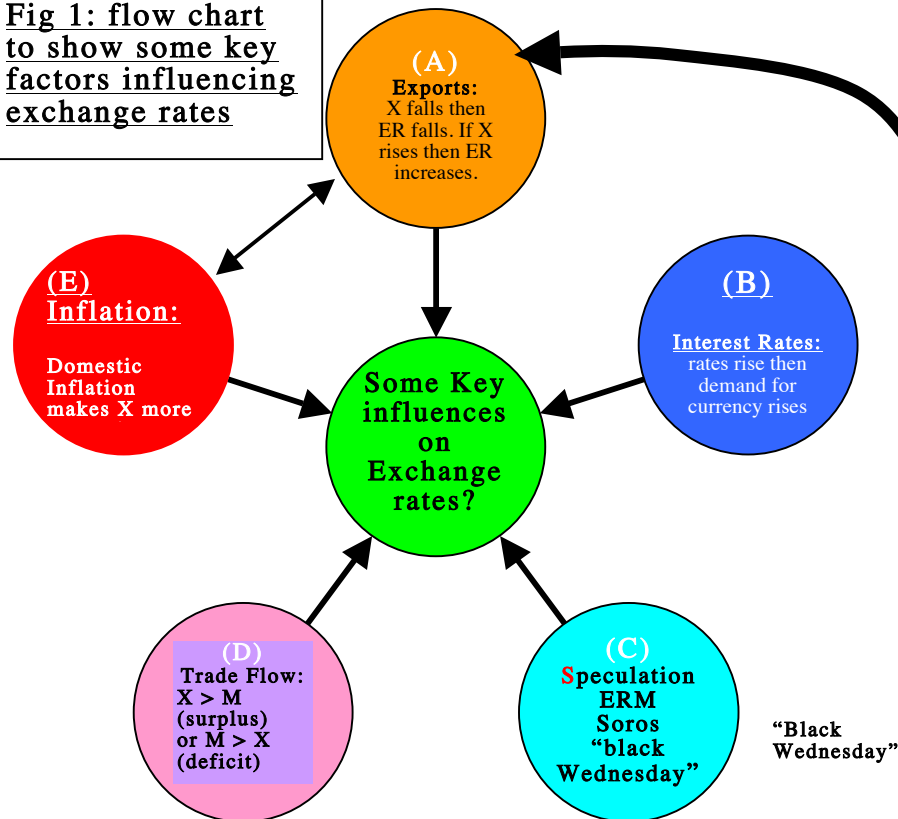 Fig 1: flow chart
to show some key
factors influencing
exchange rates
(A)
Exports:
X falls then
ER falls. If X
rises then ER
increases.
(E)
Inflation:
Domestic
Inflation
makes X more
(B)
Interest Rates:
rates rise then
demand for
currency rises
Some Key
influences
on
Exchange
rates?
(D)
Trade Flow:
X > M
(surplus)
or M > X
(deficit)
(C)
Speculation
ERM
Soros
“black
Wednesday”
“Black
Wednesday”